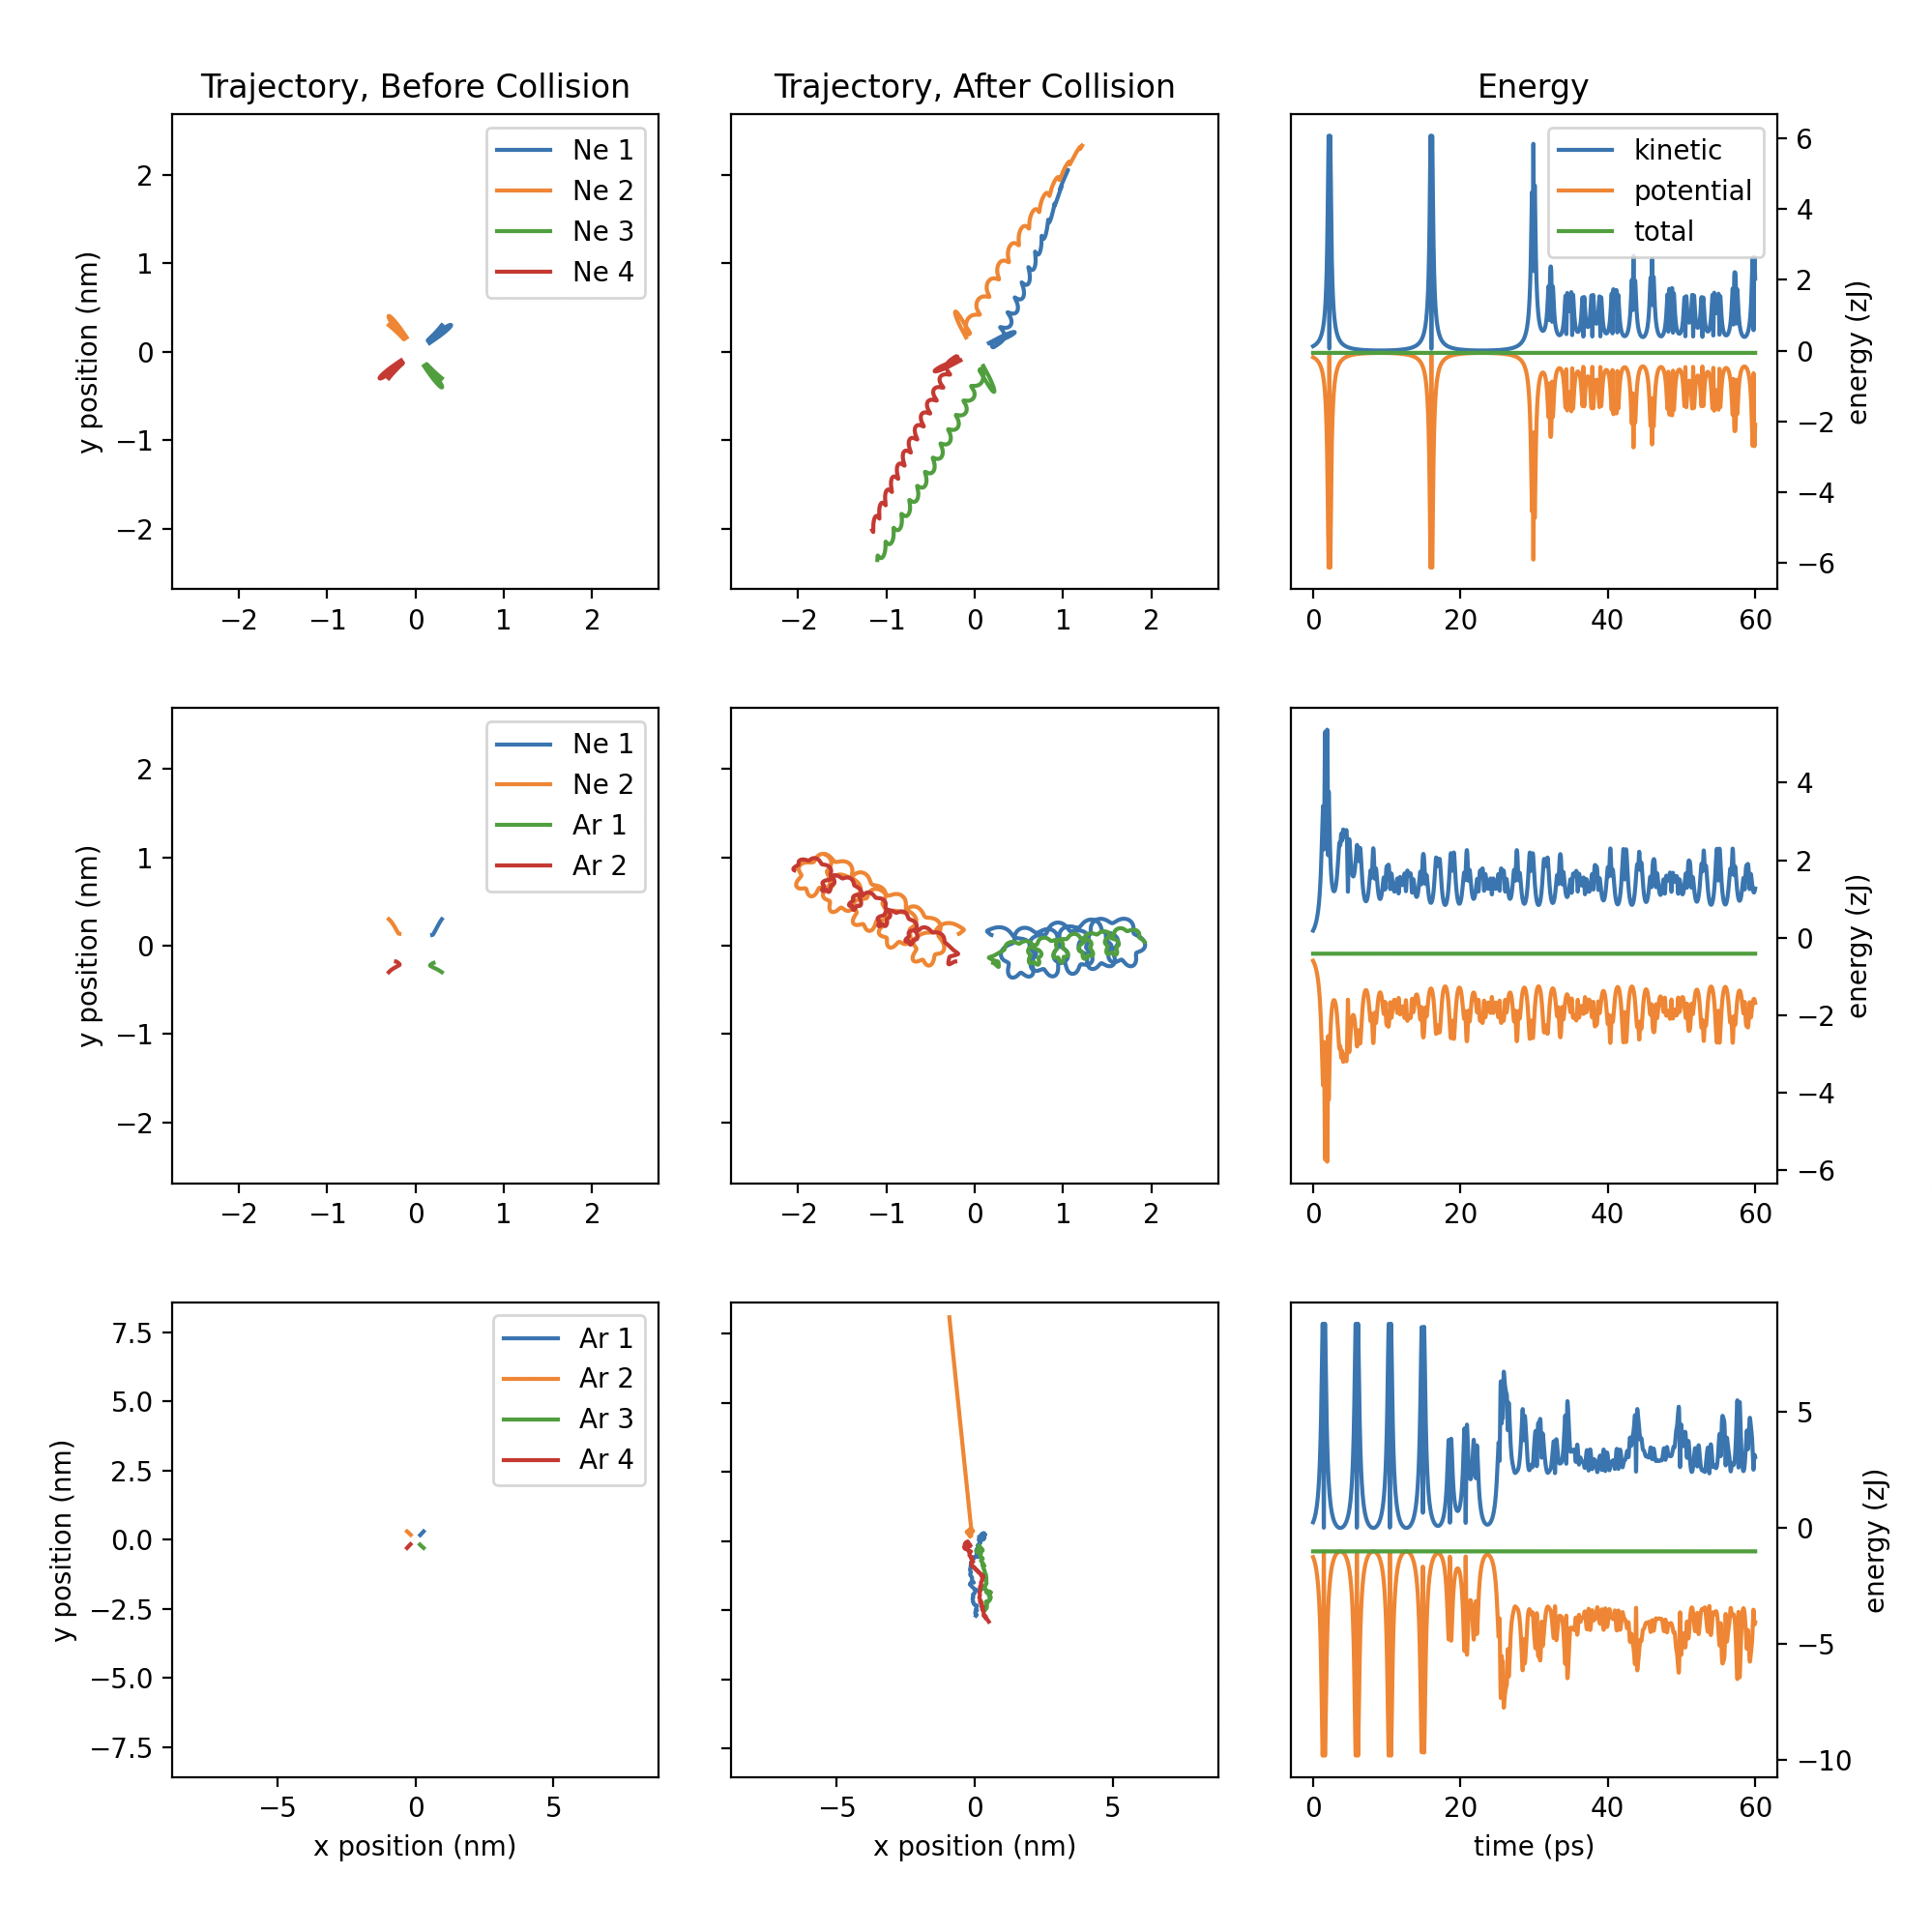 Trajectory, Before Collision
Trajectory, After Collision
Energy
y position (nm)
2
1
0
−1
−2
−2 −1 0 1 2
Ne 1
Ne 2
Ne 3
Ne 4
−2 −1 0 1 2
kinetic
potential
total
6
4
2
0
−2
−4
−6
energy (zJ)
0 20 40 60
y position (nm)
2
1
0
−1
−2
−2 −1 0 1 2
Ne 1
Ne 2
Ar 1
Ar 2
−2 −1 0 1 2
4
2
0
−2
−4
−6
energy (zJ)
0 20 40 60
y position (nm)
7.5
5.0
2.5
0.0
−2.5
−5.0
−7.5
−5 0 5
x position (nm)
Ar 1
Ar 2
Ar 3
Ar 4
−5 0 5
x position (nm)
5
0
−5
−10
energy (zJ)
0 20 40 60
time (ps)